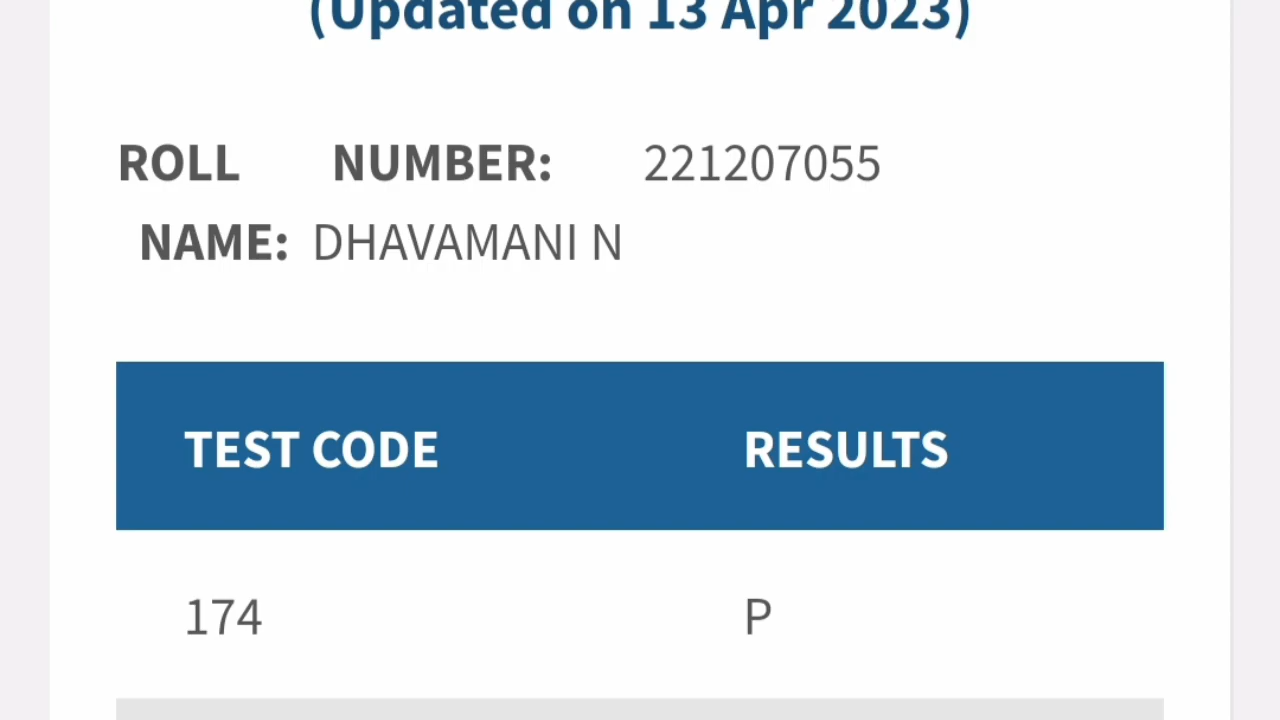 (Updated on 13 Apr 2023)
ROLL NUMBER: 221207055
NAME: DHAVAMANI N
TEST CODE RESULTS
174 P